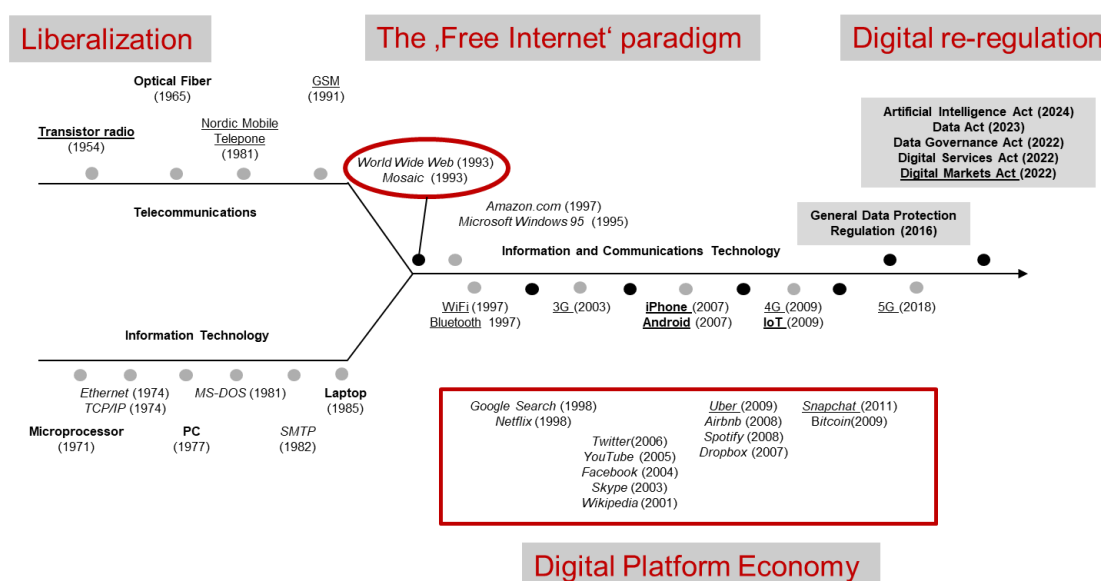 Liberalization
The ‚Free Internet‘ paradigm
Digital re-regulation
Optical Fiber
(1965)
GSM
(1991)
Transistor radio
(1954)
Nordic Mobile
Telepone
(1981)
Telecommunications
World Wide Web (1993)
Mosaic (1993)
Amazon.com (1997)
Microsoft Windows 95 (1995)
Artificial Intelligence Act (2024)
Data Act (2023)
Data Governance Act (2022)
Digital Services Act (2022)
Digital Markets Act (2022)
General Data Protection
Regulation (2016)
Information and Communications Technology
WiFi (1997)
Bluetooth 1997)
3G (2003)
iPhone (2007)
Android (2007)
4G (2009)
IoT (2009)
5G (2018)
Information Technology
Ethernet (1974)
TCP/IP (1974)
MS-DOS (1981)
Laptop
(1985)
Microprocessor
(1971)
PC
(1977)
SMTP
(1982)
Google Search (1998)
Netflix (1998)
Twitter(2006)
YouTube (2005)
Facebook (2004)
Skype (2003)
Wikipedia (2001)
Uber (2009)
Airbnb (2008)
Spotify (2008)
Dropbox (2007)
Snapchat (2011)
Bitcoin(2009)
Digital Platform Economy